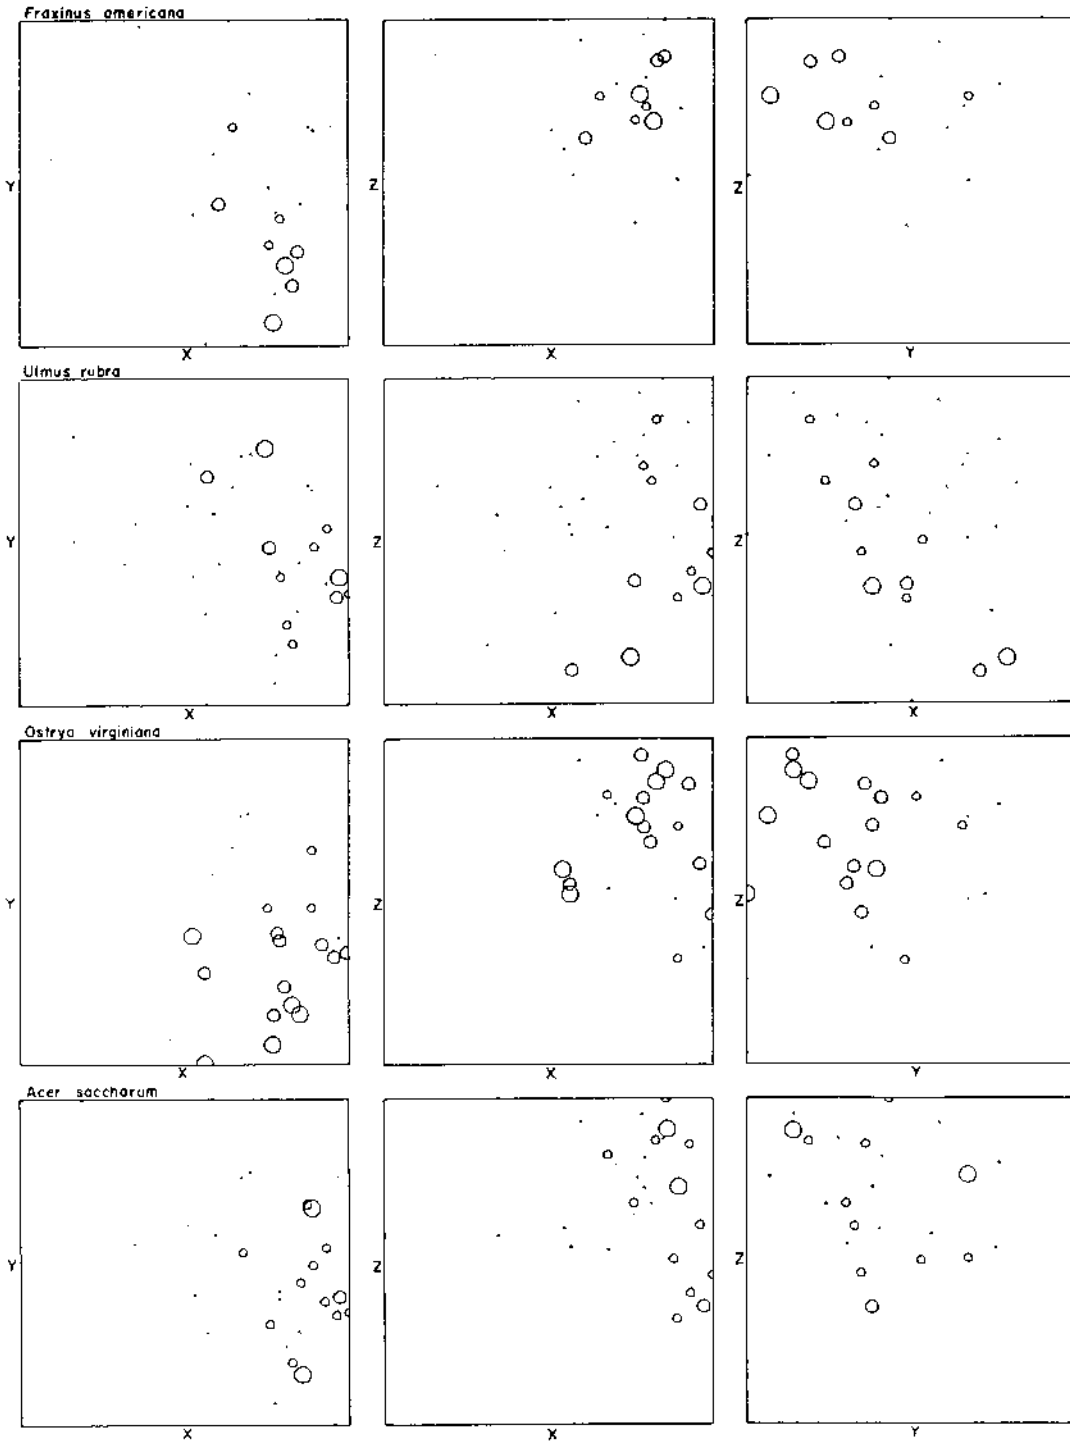 Fraxinus americana
Y
Z
Z
X
X
Y
Ulmus rubra
Y
Z
Z
X
X
X
Ostrya virginiana
Y
Z
Z
X
X
Y
Acer saccharum
Y
Z
Z
X
X
Y